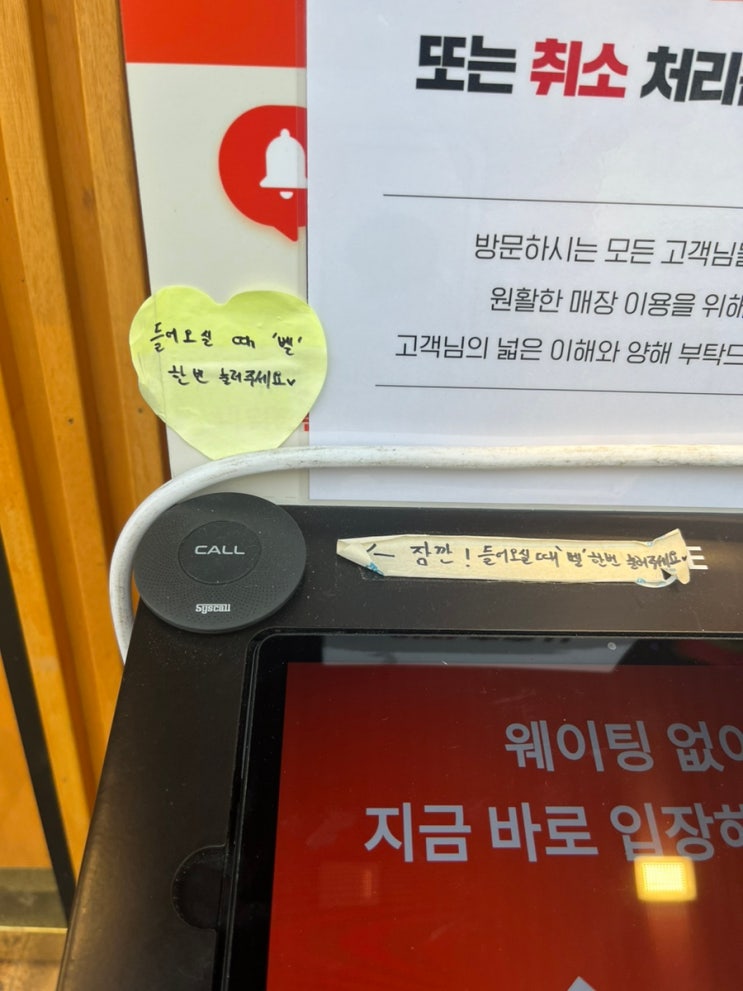 또는 취소 처리
방문하시는 모든 고객님들
원활한 매장 이용을 위해
고객님의 넓은 이해와 양해 부탁드
들어오실 때 '벨'
한번 눌러주세요♥
CALL
Syscall
← 잠깐! 들어오실 때 '벨' 한번 눌러주세요♥
E
웨이팅 없이
지금 바로 입장하